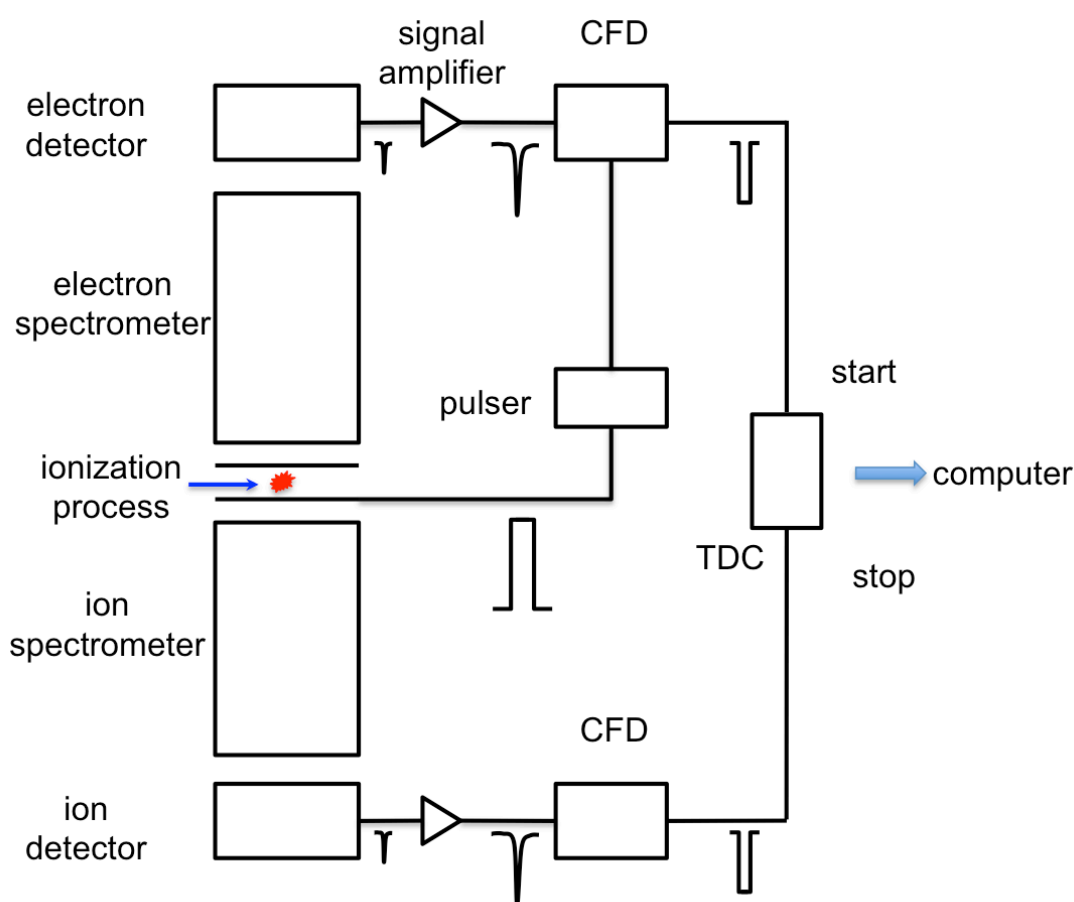 signal
amplifier
CFD
electron
detector
electron
spectrometer
start
pulser
ionization
process
computer
TDC
stop
ion
spectrometer
CFD
ion
detector